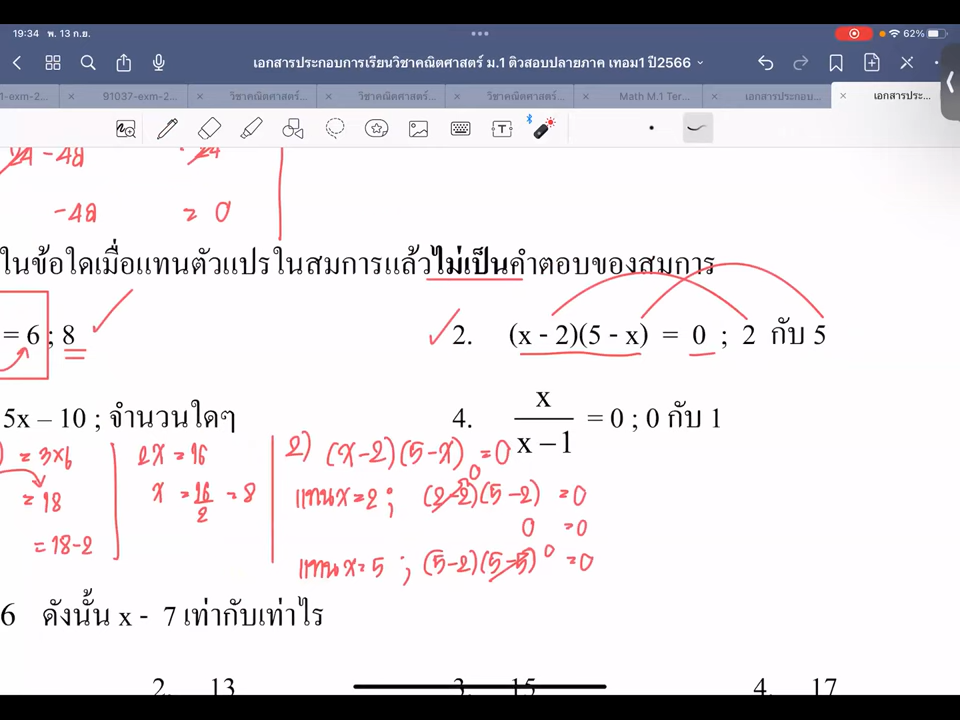 19:34 พ. 13 ก.ย.
62%
เอกสารประกอบการเรียนวิชาคณิตศาสตร์ ม.1 ติวสอบปลายภาค เทอม1 ปี2566
1-exm-2... 91037-exm-2... วิชาคณิตศาสตร์... วิชาคณิตศาสตร์... วิชาคณิตศาสตร์... Math M.1 Ter... เอกสารประกอบ... เอกสารประ...
24 - 48 24
-48 = 0
ในข้อใดเมื่อแทนตัวแปรในสมการแล้วไม่เป็นคำตอบของสมการ
= 6 ; 8
2. (x - 2)(5 - x) = 0 ; 2 กับ 5
5x – 10 ; จำนวนใดๆ
4. x/(x – 1) = 0 ; 0 กับ 1
) = 3×6
= 18
= 18-2
2x = 16
x = 16/2 = 8
2) (x-2)(5-x) = 0
แทน x = 2 ; (2-2)(5-2) = 0
0
0 = 0
แทน x = 5 ; (5-2)(5-5) = 0
0
6 ดังนั้น x - 7 เท่ากับเท่าไร
2. 13 3. 15 4. 17